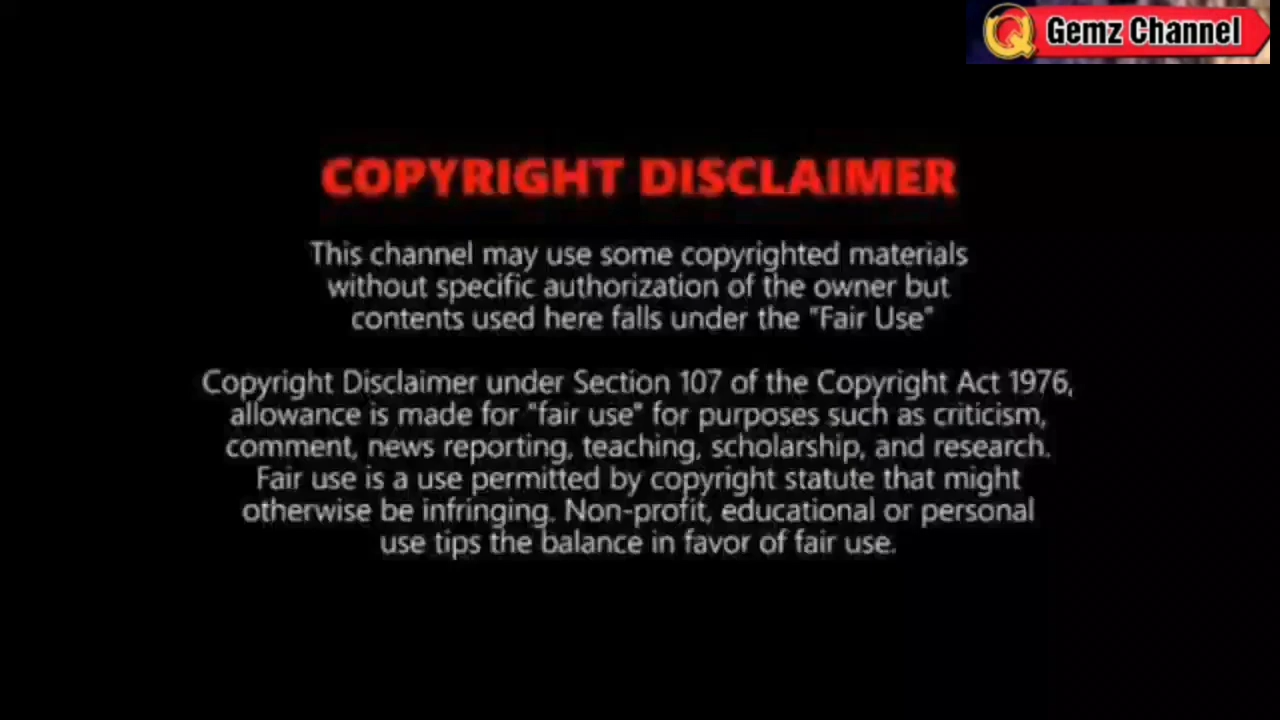 Gemz Channel
COPYRIGHT DISCLAIMER
This channel may use some copyrighted materials
without specific authorization of the owner but
contents used here falls under the "Fair Use"
Copyright Disclaimer under Section 107 of the Copyright Act 1976,
allowance is made for "fair use" for purposes such as criticism,
comment, news reporting, teaching, scholarship, and research.
Fair use is a use permitted by copyright statute that might
otherwise be infringing. Non-profit, educational or personal
use tips the balance in favor of fair use.